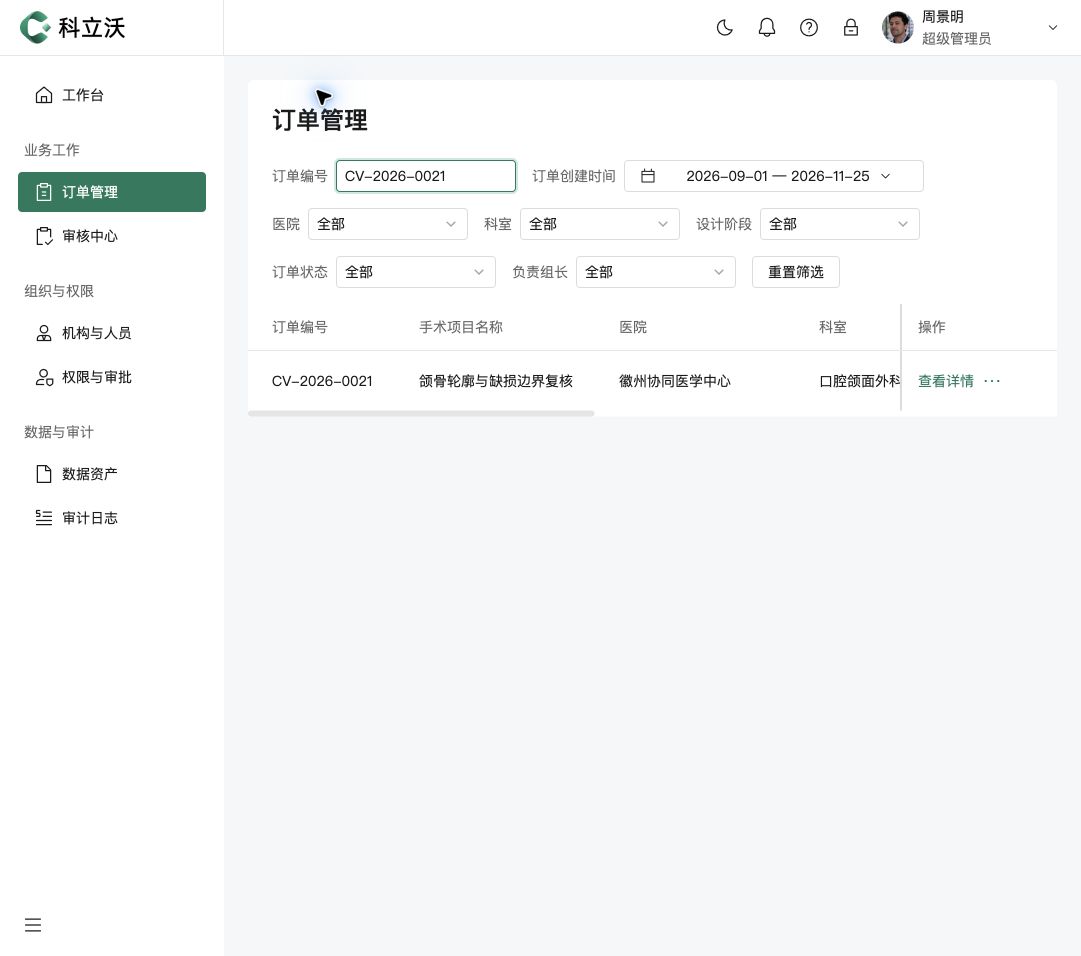 科立沃
周景明
超级管理员
工作台
业务工作
订单管理
审核中心
组织与权限
机构与人员
权限与审批
数据与审计
数据资产
审计日志
订单管理
订单编号 CV-2026-0021 订单创建时间 2026-09-01 — 2026-11-25
医院 全部 科室 全部 设计阶段 全部
订单状态 全部 负责组长 全部 重置筛选
订单编号 手术项目名称 医院 科室 操作
CV-2026-0021 颌骨轮廓与缺损边界复核 徽州协同医学中心 口腔颌面外科 查看详情 ···